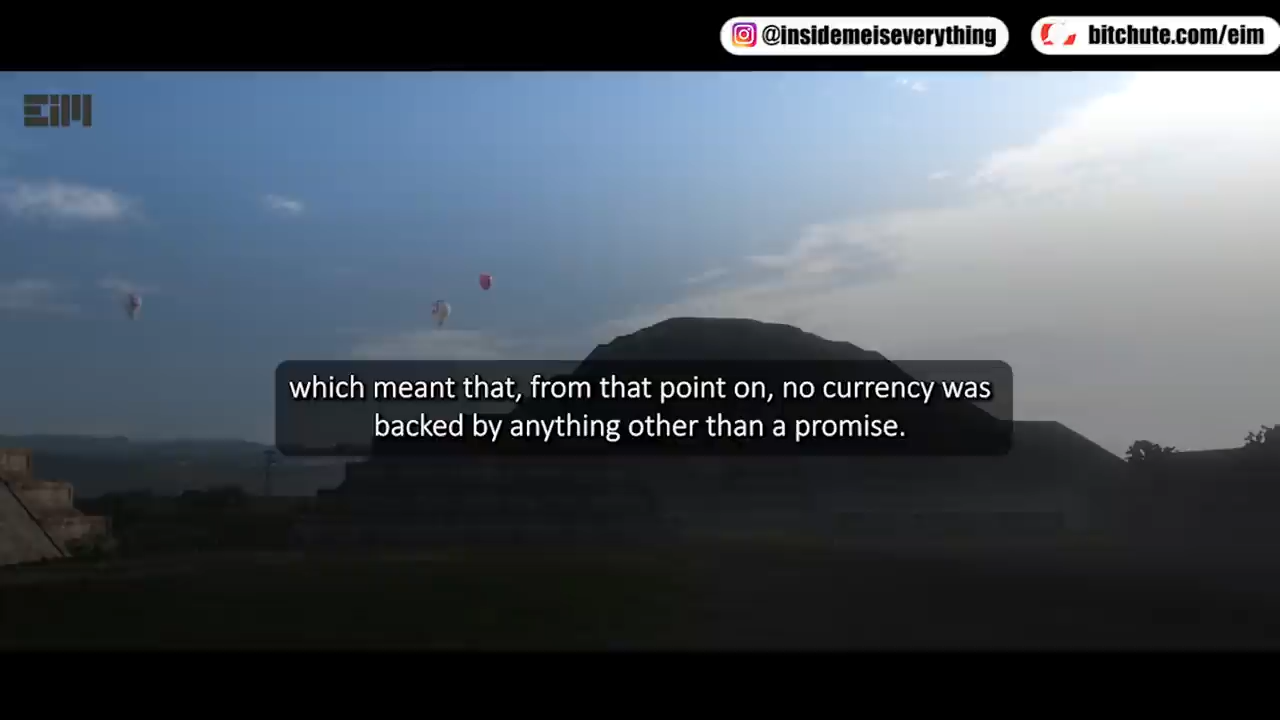 @insidemeiseverything
bitchute.com/eim
EIM
which meant that, from that point on, no currency was
backed by anything other than a promise.